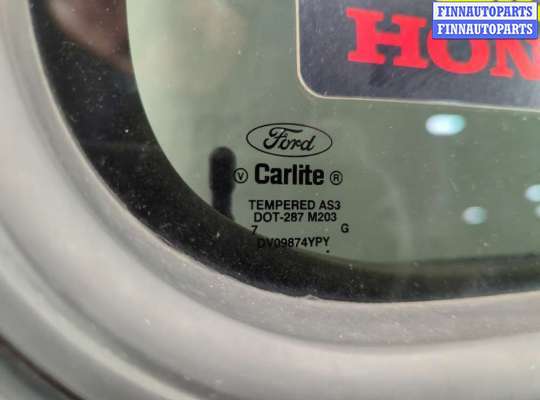 FINNAUTOPARTS
FINNAUTOPARTS
HON
Ford
V Carlite ®
TEMPERED AS3
DOT-287 M203
7 G
DV09874YPY